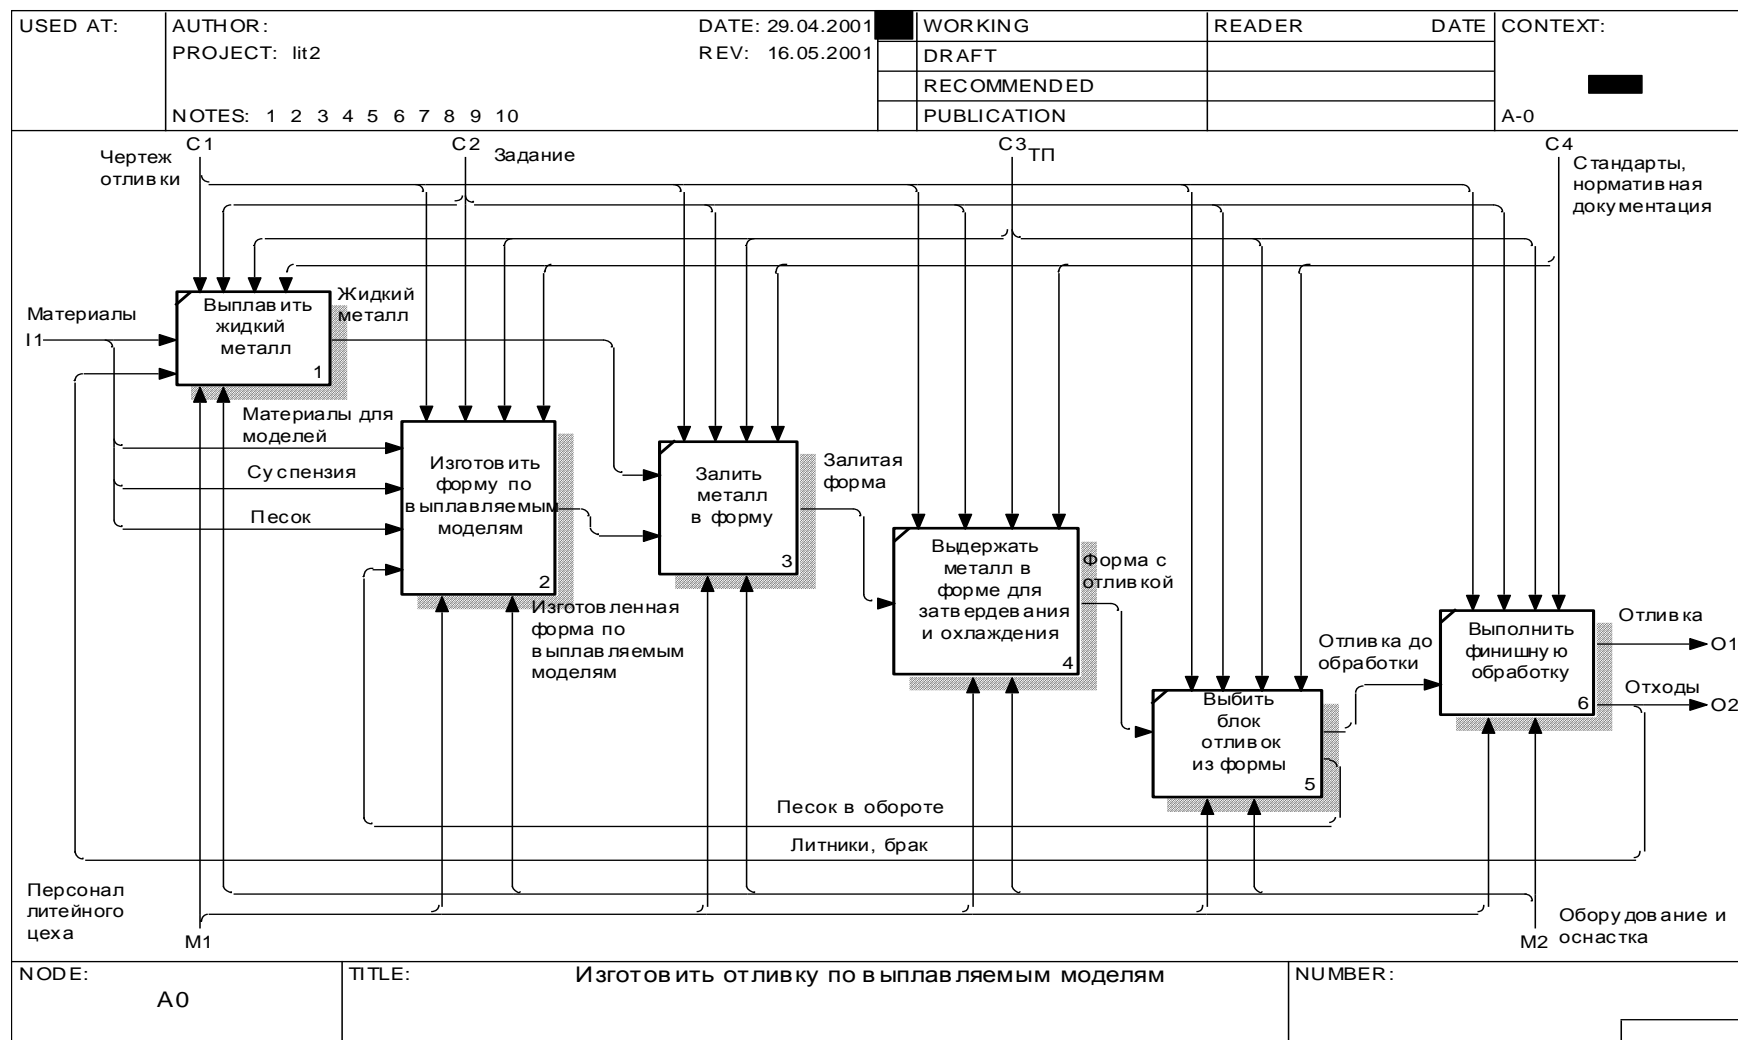 USED AT:
AUTHOR:
DATE: 29.04.2001
WORKING
READER
DATE
CONTEXT:
PROJECT: lit2
REV: 16.05.2001
DRAFT
RECOMMENDED
NOTES: 1 2 3 4 5 6 7 8 9 10
PUBLICATION
A-0
C1
C2
C3
C4
Чертеж
отливки
Задание
ТП
Стандарты,
нормативная
документация
Материалы
I1
Выплавить
жидкий
металл
1
Жидкий
металл
Материалы для
моделей
Суспензия
Песок
Изготовить
форму по
выплавляемым
моделям
2
Изготовленная
форма по
выплавляемым
моделям
Залить
металл
в форму
3
Залитая
форма
Выдержать
металл в
форме для
затвердевания
и охлаждения
4
Форма с
отливкой
Выбить
блок
отливок
из формы
5
Отливка до
обработки
Выполнить
финишную
обработку
6
Отливка
O1
Отходы
O2
Песок в обороте
Литники, брак
Персонал
литейного
цеха
M1
M2
Оборудование и
оснастка
NODE:
A0
TITLE:
Изготовить отливку по выплавляемым моделям
NUMBER: